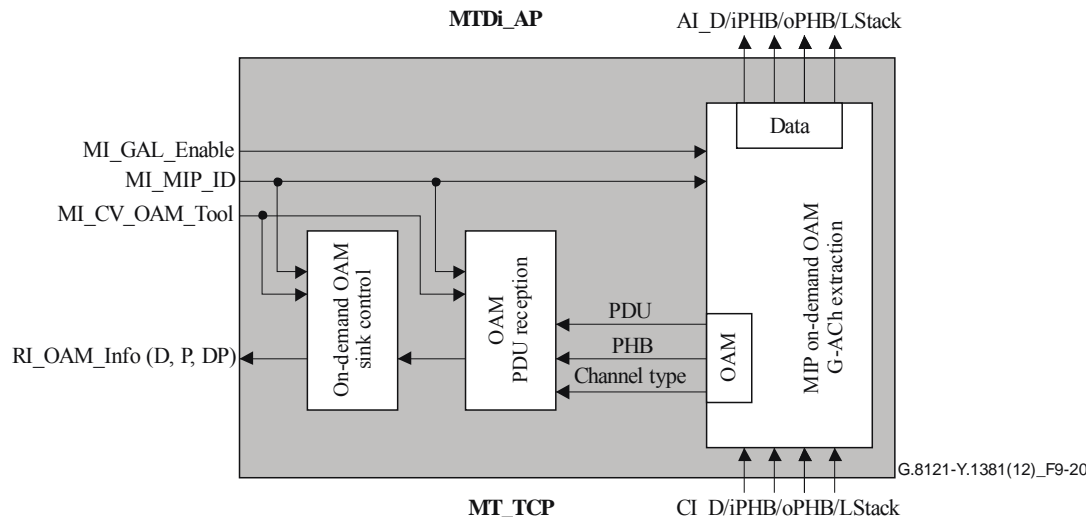 MTDi_AP
AI_D/iPHB/oPHB/LStack
Data
MI_GAL_Enable
MI_MIP_ID
MI_CV_OAM_Tool
On-demand OAM
sink control
OAM
PDU reception
PDU
PHB
Channel type
OAM
MIP on-demand OAM
G-ACh extraction
RI_OAM_Info (D, P, DP)
G.8121-Y.1381(12)_F9-20
MT_TCP
CI_D/iPHB/oPHB/LStack